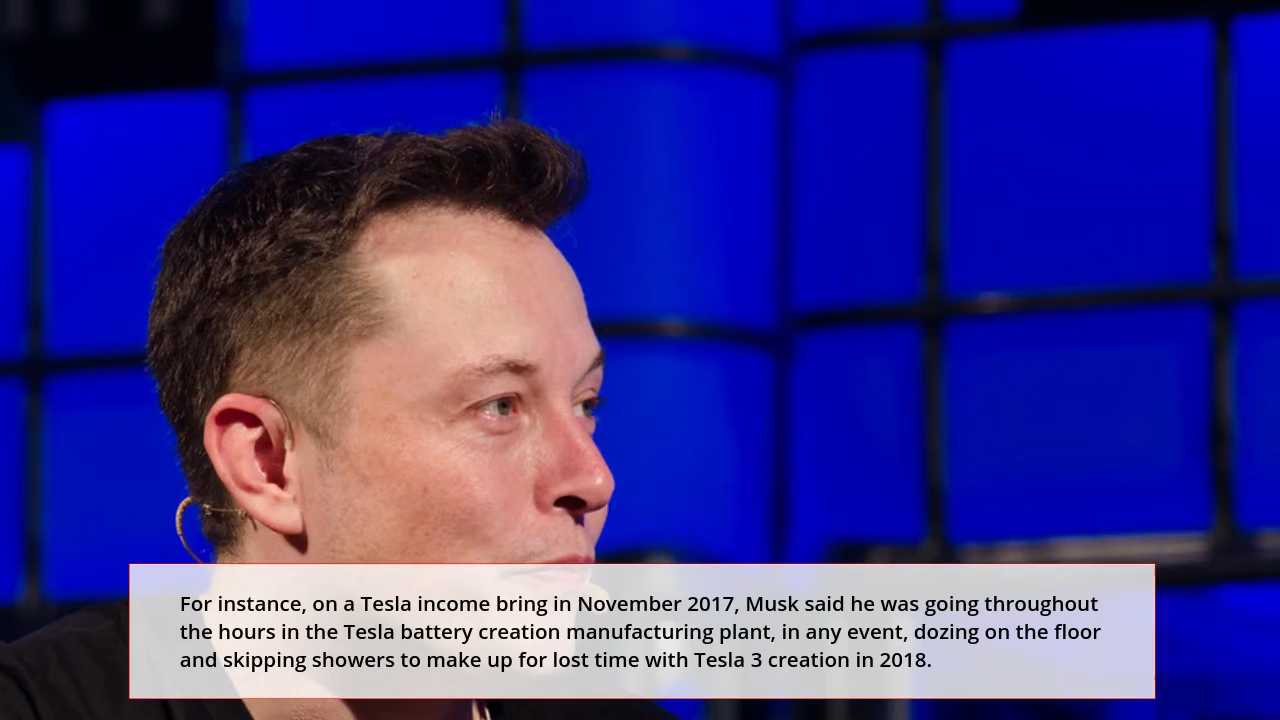 For instance, on a Tesla income bring in November 2017, Musk said he was going throughout
the hours in the Tesla battery creation manufacturing plant, in any event, dozing on the floor
and skipping showers to make up for lost time with Tesla 3 creation in 2018.